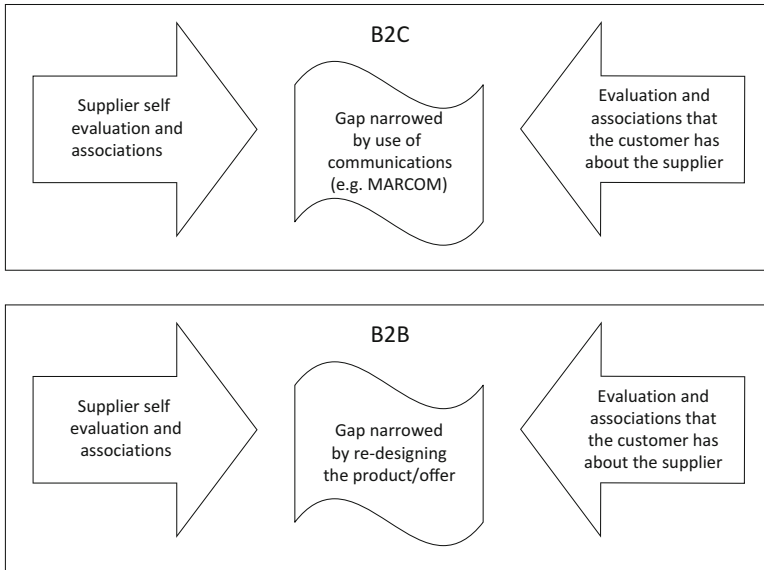 B2C
Supplier self
evaluation and
associations
Gap narrowed
by use of
communications
(e.g. MARCOM)
Evaluation and
associations that
the customer has
about the supplier
B2B
Supplier self
evaluation and
associations
Gap narrowed
by re-designing
the product/offer
Evaluation and
associations that
the customer has
about the supplier